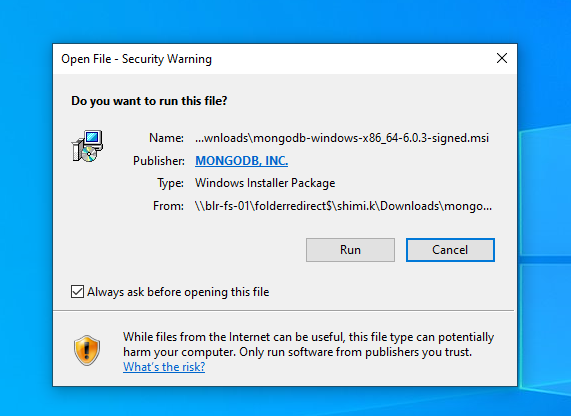 Open File - Security Warning
Do you want to run this file?
Name: ...wnloads\mongodb-windows-x86_64-6.0.3-signed.msi
Publisher: MONGODB, INC.
Type: Windows Installer Package
From: \\blr-fs-01\folderredirect$\shimi.k\Downloads\mongo...
Run Cancel
Always ask before opening this file
While files from the Internet can be useful, this file type can potentially
harm your computer. Only run software from publishers you trust.
What's the risk?